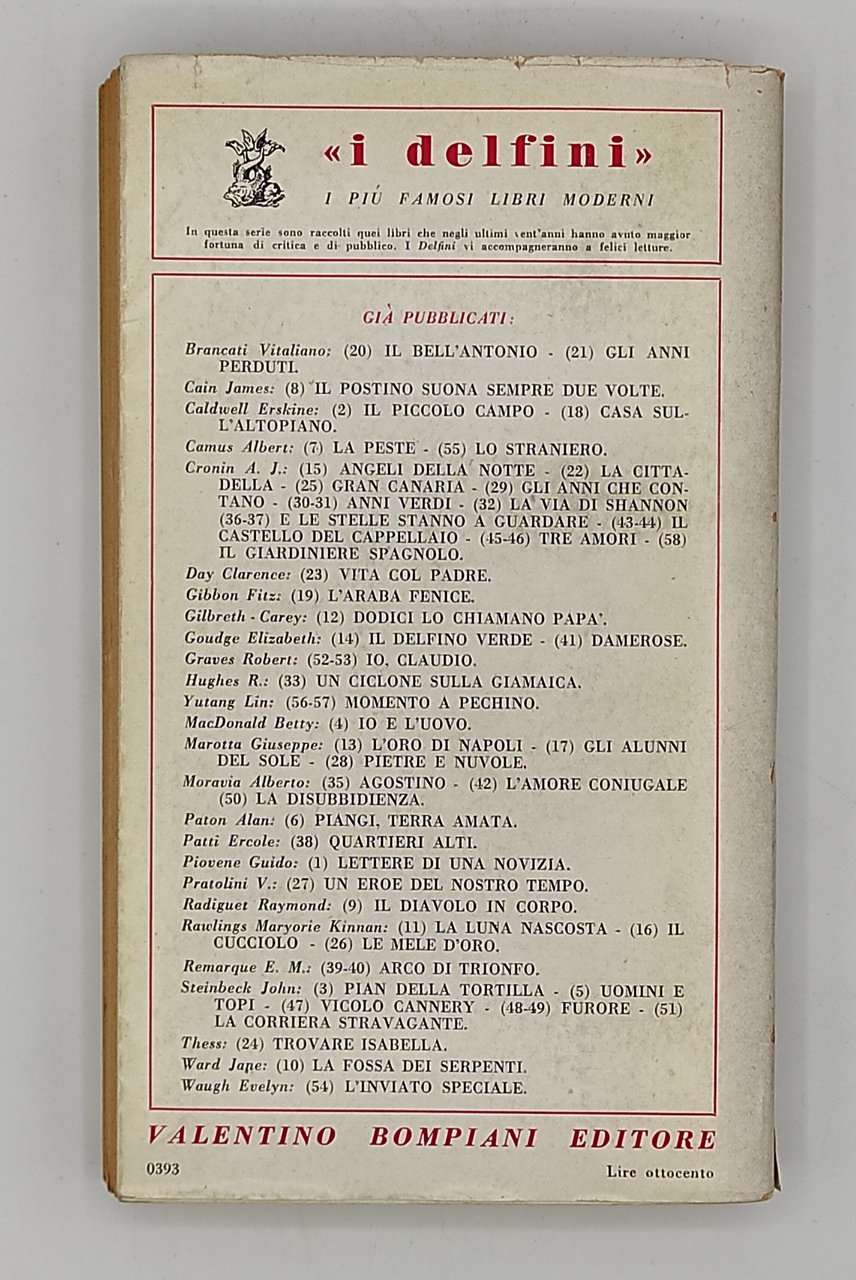 «i delfini»
I PIÚ FAMOSI LIBRI MODERNI
In questa serie sono raccolti quei libri che negli ultimi vent'anni hanno avuto maggior
fortuna di critica e di pubblico. I Delfini vi accompagneranno a felici letture.
GIÀ PUBBLICATI:
Brancati Vitaliano: (20) IL BELL'ANTONIO - (21) GLI ANNI
PERDUTI.
Cain James: (8) IL POSTINO SUONA SEMPRE DUE VOLTE.
Caldwell Erskine: (2) IL PICCOLO CAMPO - (18) CASA SUL-
L'ALTOPIANO.
Camus Albert: (7) LA PESTE - (55) LO STRANIERO.
Cronin A. J.: (15) ANGELI DELLA NOTTE - (22) LA CITTA-
DELLA - (25) GRAN CANARIA - (29) GLI ANNI CHE CON-
TANO - (30-31) ANNI VERDI - (32) LA VIA DI SHANNON
(36-37) E LE STELLE STANNO A GUARDARE - (43-44) IL
CASTELLO DEL CAPPELLAIO - (45-46) TRE AMORI - (58)
IL GIARDINIERE SPAGNOLO.
Day Clarence: (23) VITA COL PADRE.
Gibbon Fitz: (19) L'ARABA FENICE.
Gilbreth - Carey: (12) DODICI LO CHIAMANO PAPA'.
Goudge Elizabeth: (14) IL DELFINO VERDE - (41) DAMEROSE.
Graves Robert: (52-53) IO, CLAUDIO.
Hughes R.: (33) UN CICLONE SULLA GIAMAICA.
Yutang Lin: (56-57) MOMENTO A PECHINO.
MacDonald Betty: (4) IO E L'UOVO.
Marotta Giuseppe: (13) L'ORO DI NAPOLI - (17) GLI ALUNNI
DEL SOLE - (28) PIETRE E NUVOLE.
Moravia Alberto: (35) AGOSTINO - (42) L'AMORE CONIUGALE
(50) LA DISUBBIDIENZA.
Paton Alan: (6) PIANGI, TERRA AMATA.
Patti Ercole: (38) QUARTIERI ALTI.
Piovene Guido: (1) LETTERE DI UNA NOVIZIA.
Pratolini V.: (27) UN EROE DEL NOSTRO TEMPO.
Radiguet Raymond: (9) IL DIAVOLO IN CORPO.
Rawlings Maryorie Kinnan: (11) LA LUNA NASCOSTA - (16) IL
CUCCIOLO - (26) LE MELE D'ORO.
Remarque E. M.: (39-40) ARCO DI TRIONFO.
Steinbeck John: (3) PIAN DELLA TORTILLA - (5) UOMINI E
TOPI - (47) VICOLO CANNERY - (48-49) FURORE - (51)
LA CORRIERA STRAVAGANTE.
Thess: (24) TROVARE ISABELLA.
Ward Jane: (10) LA FOSSA DEI SERPENTI.
Waugh Evelyn: (54) L'INVIATO SPECIALE.
VALENTINO BOMPIANI EDITORE
0393
Lire ottocento